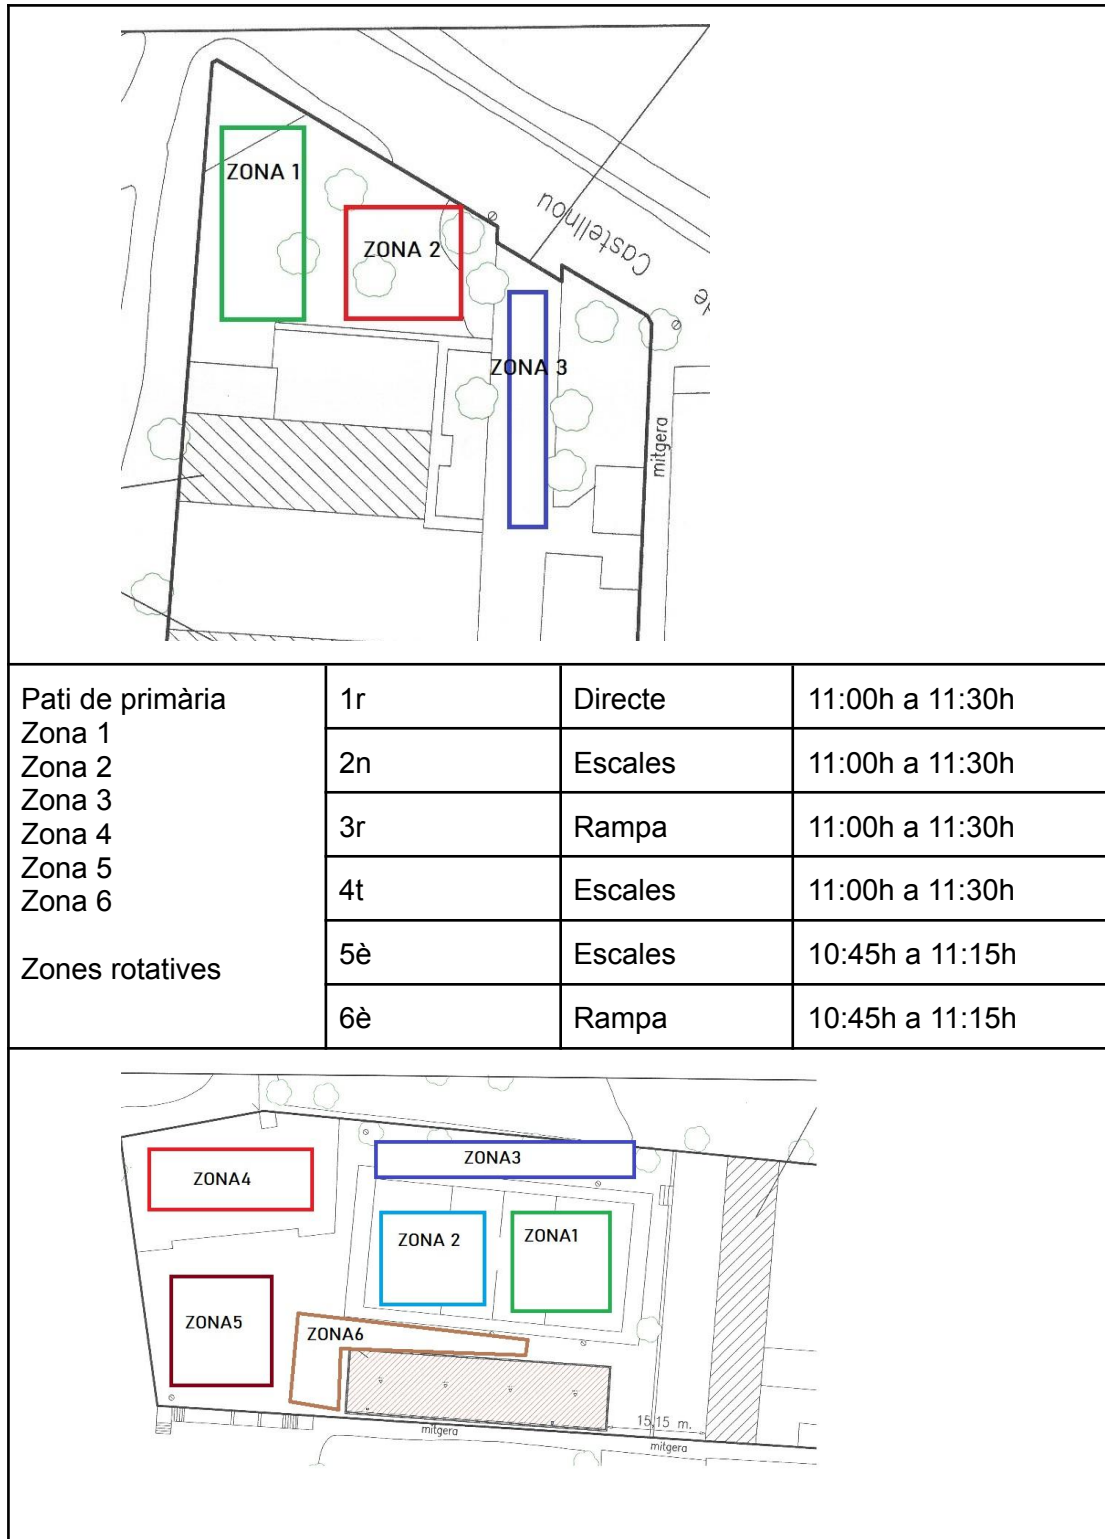 ZONA 1
ZONA 2
Castellnou
de
ZONA 3
mitgera
Pati de primària
Zona 1
Zona 2
Zona 3
Zona 4
Zona 5
Zona 6
Zones rotatives
1r Directe 11:00h a 11:30h
2n Escales 11:00h a 11:30h
3r Rampa 11:00h a 11:30h
4t Escales 11:00h a 11:30h
5è Escales 10:45h a 11:15h
6è Rampa 10:45h a 11:15h
ZONA3
ZONA4
ZONA 2
ZONA1
ZONA5
ZONA6
15,15 m.
mitgera
mitgera